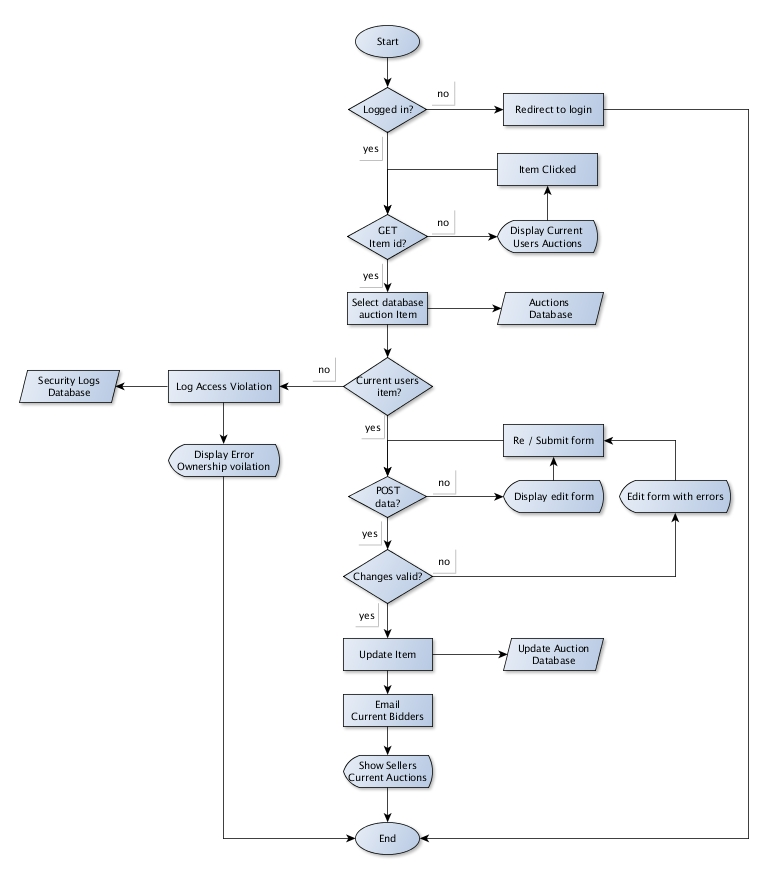 Start
Logged in?
no
Redirect to login
yes
Item Clicked
GET
Item id?
no
Display Current
Users Auctions
yes
Select database
auction Item
Auctions
Database
Current users
item?
no
Log Access Violation
Security Logs
Database
Display Error
Ownership voilation
yes
Re / Submit form
POST
data?
no
Display edit form
Edit form with errors
yes
Changes valid?
no
yes
Update Item
Update Auction
Database
Email
Current Bidders
Show Sellers
Current Auctions
End